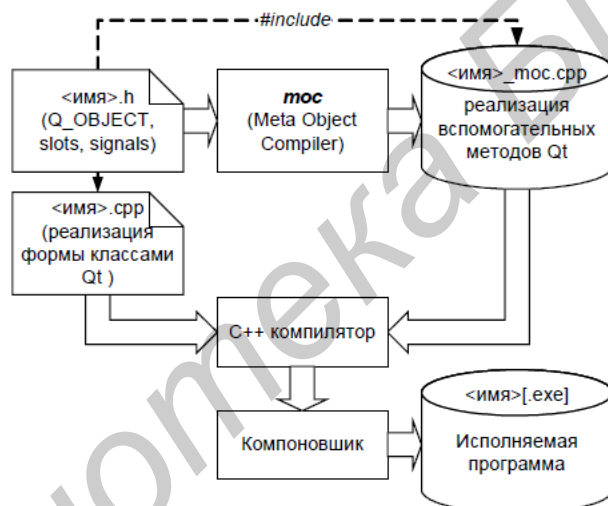 #include
<имя>.h
(Q_OBJECT,
slots, signals)
moc
(Meta Object
Compiler)
<имя>_moc.cpp
реализация
вспомогательных
методов Qt
<имя>.cpp
(реализация
формы классами
Qt )
C++ компилятор
Компоновшик
<имя>[.exe]
Исполняемая
программа